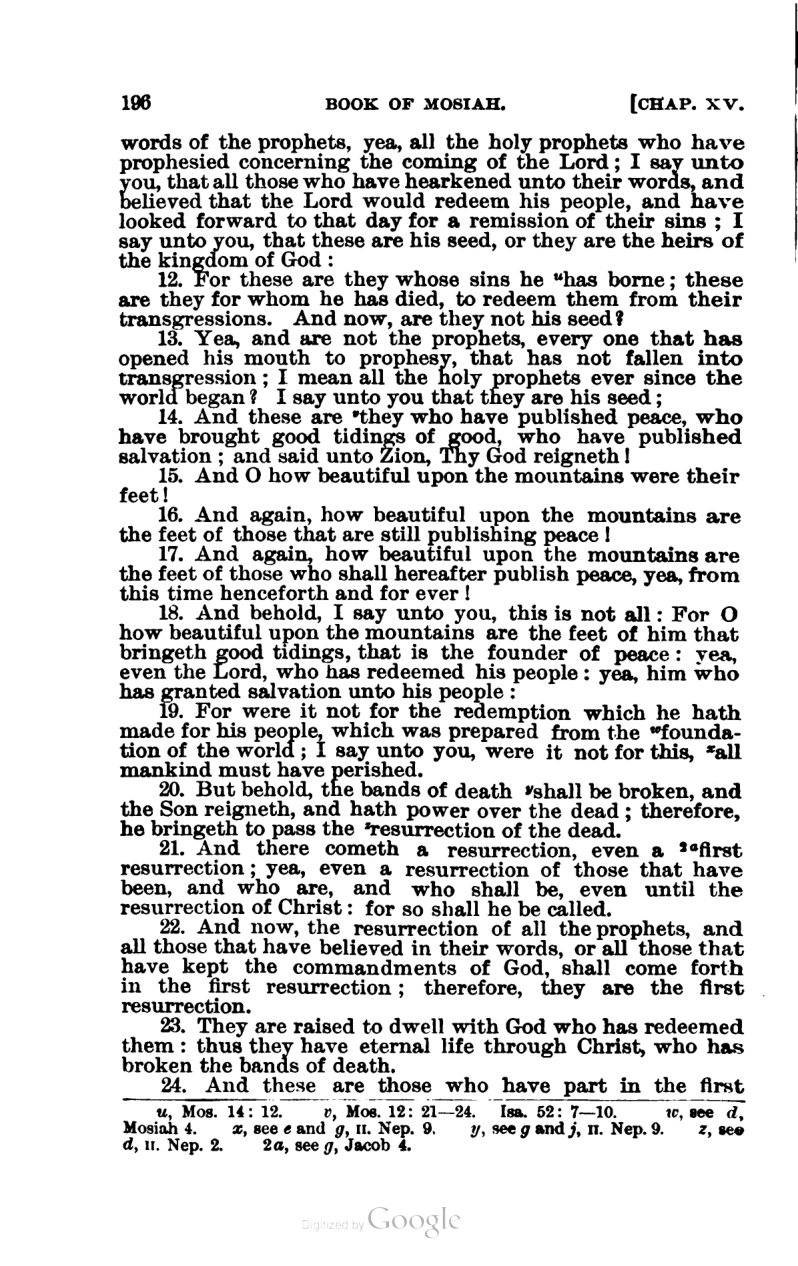 196 BOOK OF MOSIAH. [CHAP. XV.
words of the prophets, yea, all the holy prophets who have
prophesied concerning the coming of the Lord; I say unto
you, that all those who have hearkened unto their words, and
believed that the Lord would redeem his people, and have
looked forward to that day for a remission of their sins; I
say unto you, that these are his seed, or they are the heirs of
the kingdom of God:
12. For these are they whose sins he ᵘhas borne; these
are they for whom he has died, to redeem them from their
transgressions. And now, are they not his seed?
13. Yea, and are not the prophets, every one that has
opened his mouth to prophesy, that has not fallen into
transgression; I mean all the holy prophets ever since the
world began? I say unto you that they are his seed;
14. And these are ᵛthey who have published peace, who
have brought good tidings of good, who have published
salvation; and said unto Zion, Thy God reigneth!
15. And O how beautiful upon the mountains were their
feet!
16. And again, how beautiful upon the mountains are
the feet of those that are still publishing peace!
17. And again, how beautiful upon the mountains are
the feet of those who shall hereafter publish peace, yea, from
this time henceforth and for ever!
18. And behold, I say unto you, this is not all: For O
how beautiful upon the mountains are the feet of him that
bringeth good tidings, that is the founder of peace: yea,
even the Lord, who has redeemed his people: yea, him who
has granted salvation unto his people:
19. For were it not for the redemption which he hath
made for his people, which was prepared from the ʷfounda-
tion of the world; I say unto you, were it not for this, ˣall
mankind must have perished.
20. But behold, the bands of death ʸshall be broken, and
the Son reigneth, and hath power over the dead; therefore,
he bringeth to pass the ᶻresurrection of the dead.
21. And there cometh a resurrection, even a ²ᵃfirst
resurrection; yea, even a resurrection of those that have
been, and who are, and who shall be, even until the
resurrection of Christ: for so shall he be called.
22. And now, the resurrection of all the prophets, and
all those that have believed in their words, or all those that
have kept the commandments of God, shall come forth
in the first resurrection; therefore, they are the first
resurrection.
23. They are raised to dwell with God who has redeemed
them: thus they have eternal life through Christ, who has
broken the bands of death.
24. And these are those who have part in the first
u, Mos. 14: 12. v, Mos. 12: 21—24. Isa. 52: 7—10. w, see d,
Mosiah 4. x, see e and g, II. Nep. 9. y, see g and j, II. Nep. 9. z, see
d, II. Nep. 2. 2a, see g, Jacob 4.
Digitized by Google